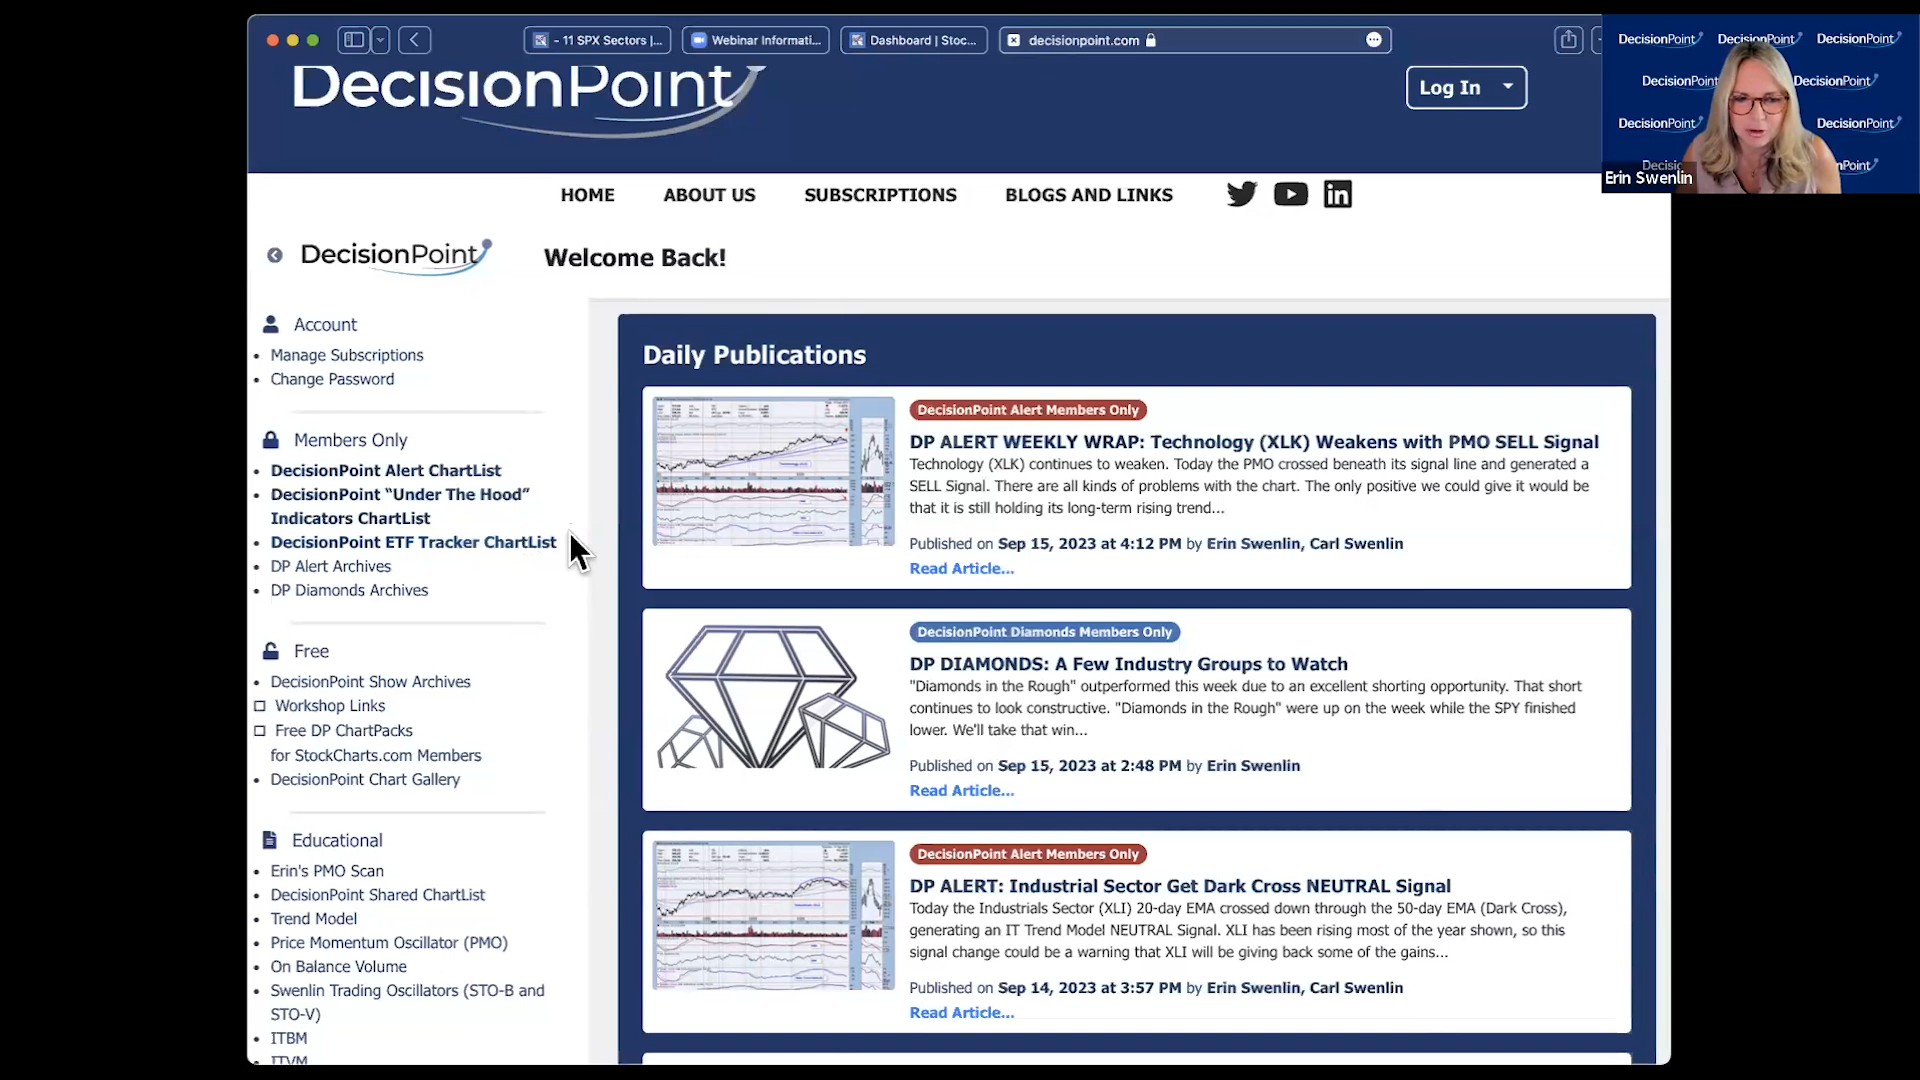 - 11 SPX Sectors |...
Webinar Informati...
Dashboard | Stoc...
decisionpoint.com
DecisionPoint
Log In
DecisionPoint DecisionPoint DecisionPoint
DecisionPoint DecisionPoint
DecisionPoint DecisionPoint
Erin Swenlin
HOME
ABOUT US
SUBSCRIPTIONS
BLOGS AND LINKS
DecisionPoint
Welcome Back!
Account
Manage Subscriptions
Change Password
Members Only
DecisionPoint Alert ChartList
DecisionPoint “Under The Hood”
Indicators ChartList
DecisionPoint ETF Tracker ChartList
DP Alert Archives
DP Diamonds Archives
Free
DecisionPoint Show Archives
Workshop Links
Free DP ChartPacks
for StockCharts.com Members
DecisionPoint Chart Gallery
Educational
Erin's PMO Scan
DecisionPoint Shared ChartList
Trend Model
Price Momentum Oscillator (PMO)
On Balance Volume
Swenlin Trading Oscillators (STO-B and
STO-V)
ITBM
ITVM
Daily Publications
DecisionPoint Alert Members Only
DP ALERT WEEKLY WRAP: Technology (XLK) Weakens with PMO SELL Signal
Technology (XLK) continues to weaken. Today the PMO crossed beneath its signal line and generated a
SELL Signal. There are all kinds of problems with the chart. The only positive we could give it would be
that it is still holding its long-term rising trend...
Published on Sep 15, 2023 at 4:12 PM by Erin Swenlin, Carl Swenlin
Read Article...
DecisionPoint Diamonds Members Only
DP DIAMONDS: A Few Industry Groups to Watch
"Diamonds in the Rough" outperformed this week due to an excellent shorting opportunity. That short
continues to look constructive. "Diamonds in the Rough" were up on the week while the SPY finished
lower. We'll take that win...
Published on Sep 15, 2023 at 2:48 PM by Erin Swenlin
Read Article...
DecisionPoint Alert Members Only
DP ALERT: Industrial Sector Get Dark Cross NEUTRAL Signal
Today the Industrials Sector (XLI) 20-day EMA crossed down through the 50-day EMA (Dark Cross),
generating an IT Trend Model NEUTRAL Signal. XLI has been rising most of the year shown, so this
signal change could be a warning that XLI will be giving back some of the gains...
Published on Sep 14, 2023 at 3:57 PM by Erin Swenlin, Carl Swenlin
Read Article...